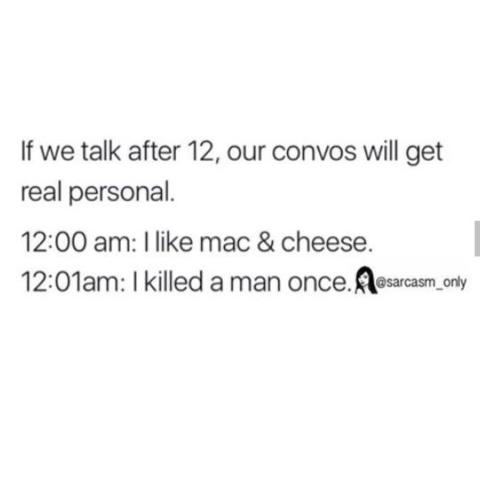 If we talk after 12, our convos will get
real personal.
12:00 am: I like mac & cheese.
12:01am: I killed a man once. @sarcasm_only